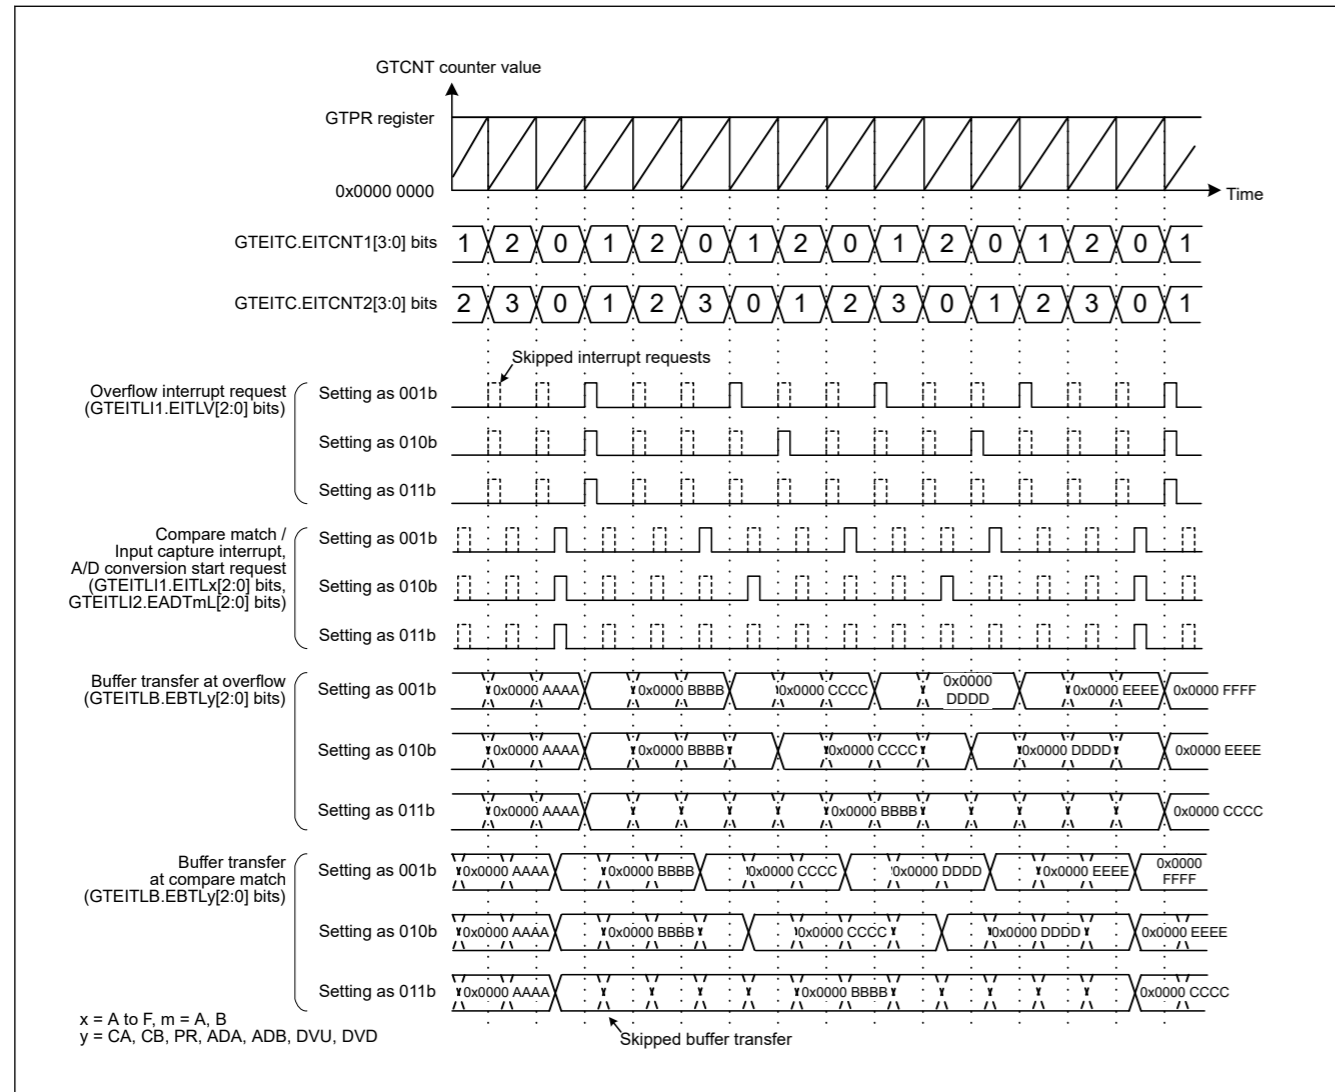 GTCNT counter value
GTPR register
0x0000 0000
Time
GTEITC.EITCNT1[3:0] bits
1 2 0 1 2 0 1 2 0 1 2 0 1 2 0 1
GTEITC.EITCNT2[3:0] bits
2 3 0 1 2 3 0 1 2 3 0 1 2 3 0 1
Skipped interrupt requests
Overflow interrupt request
(GTEITLI1.EITLV[2:0] bits)
Setting as 001b
Setting as 010b
Setting as 011b
Compare match /
Input capture interrupt,
A/D conversion start request
(GTEITLI1.EITLx[2:0] bits,
GTEITLI2.EADTmL[2:0] bits)
Setting as 001b
Setting as 010b
Setting as 011b
Buffer transfer at overflow
(GTEITLB.EBTLy[2:0] bits)
Setting as 001b
0x0000 AAAA 0x0000 BBBB 0x0000 CCCC 0x0000 DDDD 0x0000 EEEE 0x0000 FFFF
Setting as 010b
0x0000 AAAA 0x0000 BBBB 0x0000 CCCC 0x0000 DDDD 0x0000 EEEE
Setting as 011b
0x0000 AAAA 0x0000 BBBB 0x0000 CCCC
Buffer transfer
at compare match
(GTEITLB.EBTLy[2:0] bits)
Setting as 001b
0x0000 AAAA 0x0000 BBBB 0x0000 CCCC 0x0000 DDDD 0x0000 EEEE 0x0000 FFFF
Setting as 010b
0x0000 AAAA 0x0000 BBBB 0x0000 CCCC 0x0000 DDDD 0x0000 EEEE
Setting as 011b
0x0000 AAAA 0x0000 BBBB 0x0000 CCCC
Skipped buffer transfer
x = A to F, m = A, B
y = CA, CB, PR, ADA, ADB, DVU, DVD